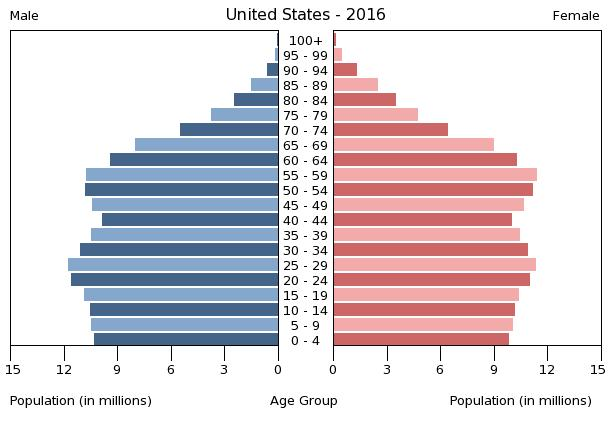 United States - 2016
Male
Female
100+
95 - 99
90 - 94
85 - 89
80 - 84
75 - 79
70 - 74
65 - 69
60 - 64
55 - 59
50 - 54
45 - 49
40 - 44
35 - 39
30 - 34
25 - 29
20 - 24
15 - 19
10 - 14
5 - 9
0 - 4
15 12 9 6 3 0 0 3 6 9 12 15
Population (in millions) Age Group Population (in millions)